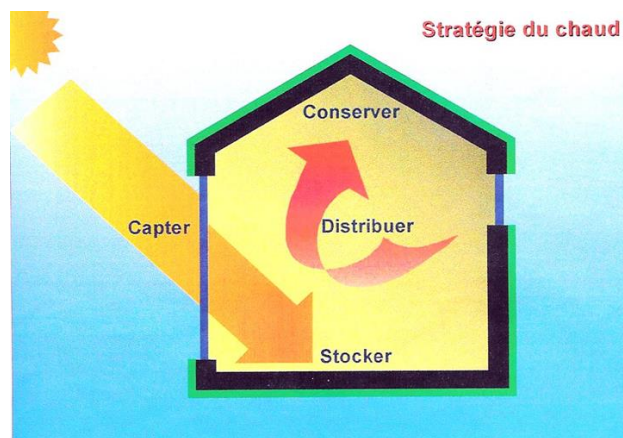 Stratégie du chaud
Conserver
Capter
Distribuer
Stocker